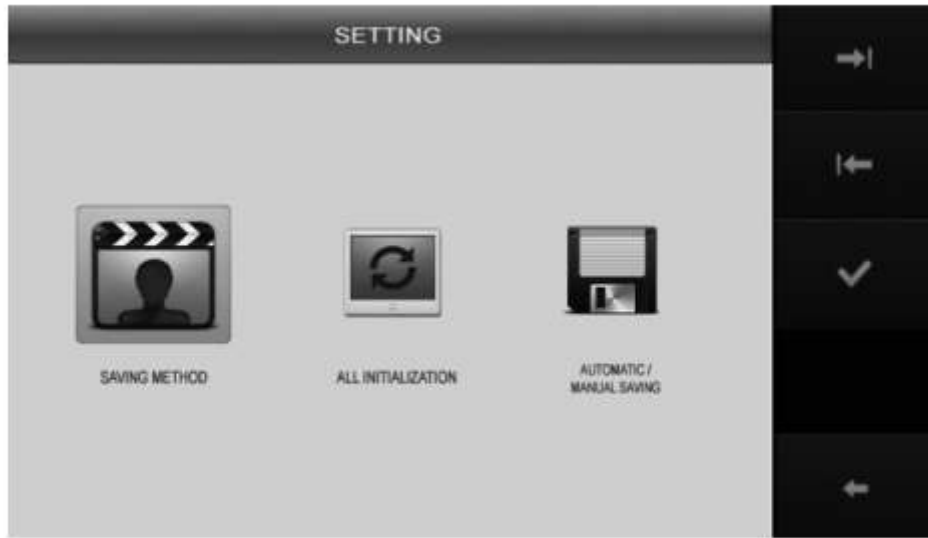 SETTING
SAVING METHOD
ALL INITIALIZATION
AUTOMATIC /
MANUAL SAVING